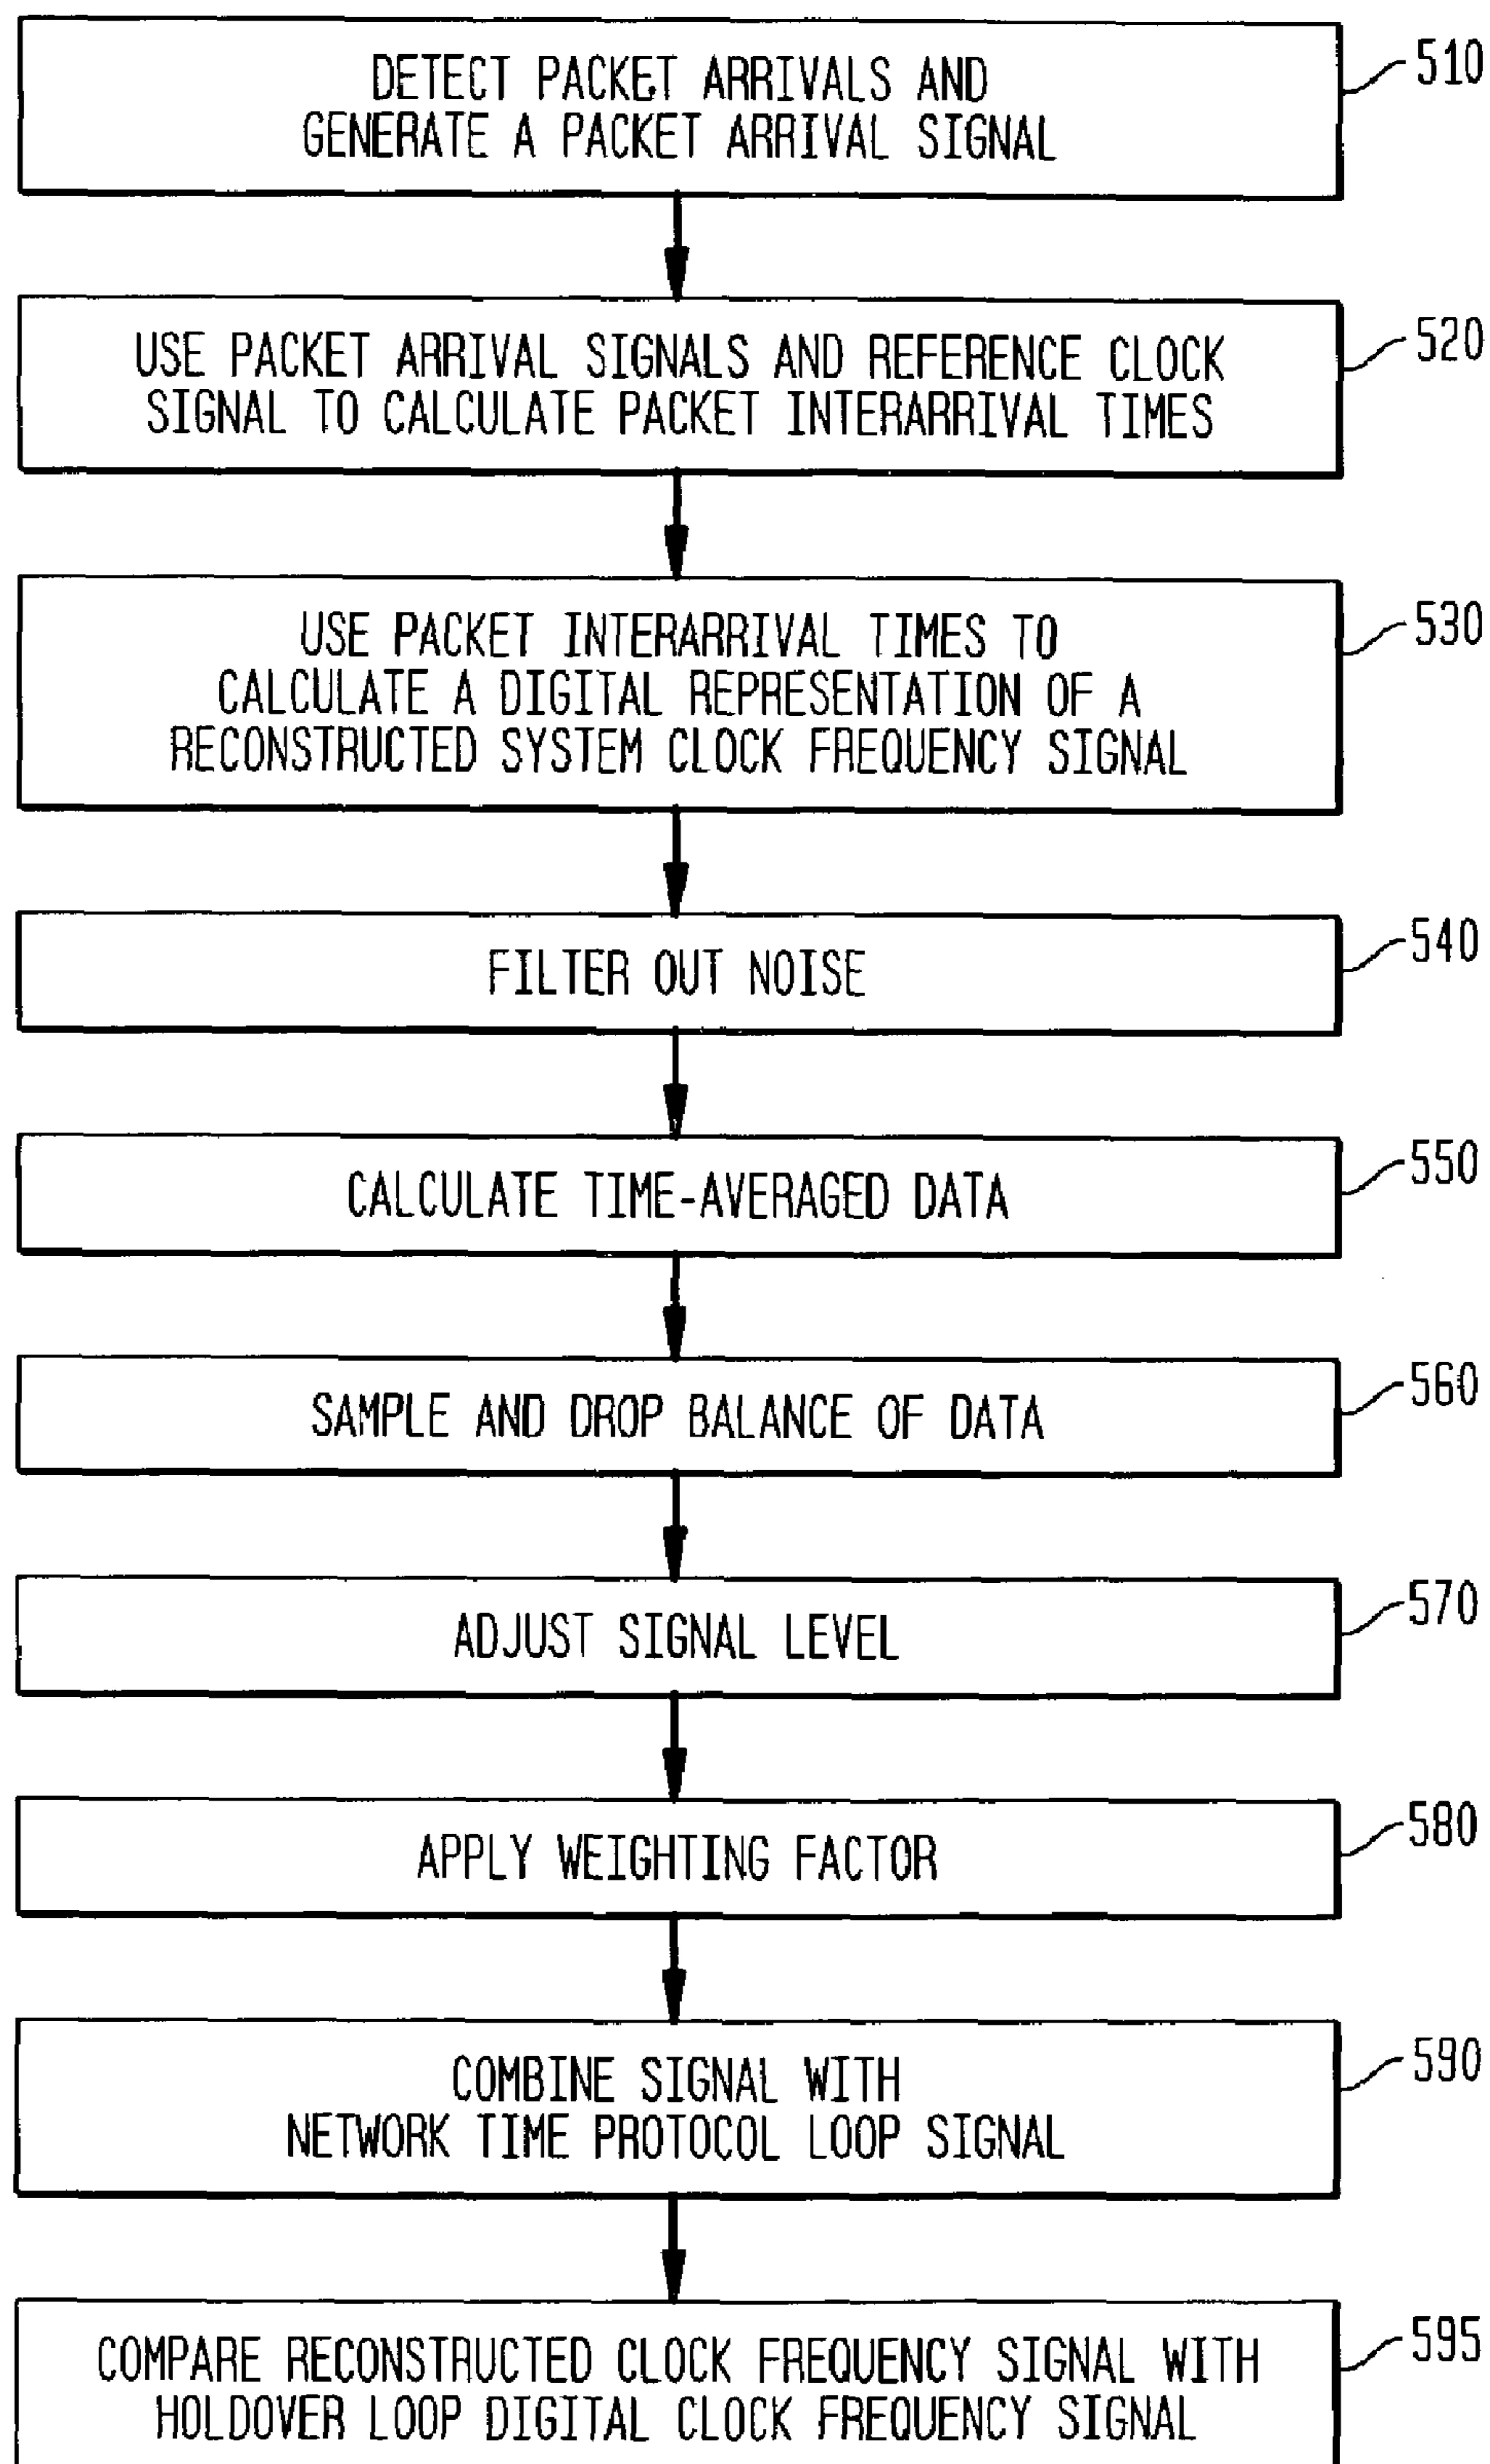 DETECT PACKET ARRIVALS AND
GENERATE A PACKET ARRIVAL SIGNAL
510
USE PACKET ARRIVAL SIGNALS AND REFERENCE CLOCK
SIGNAL TO CALCULATE PACKET INTERARRIVAL TIMES
520
USE PACKET INTERARRIVAL TIMES TO
CALCULATE A DIGITAL REPRESENTATION OF A
RECONSTRUCTED SYSTEM CLOCK FREQUENCY SIGNAL
530
FILTER OUT NOISE
540
CALCULATE TIME-AVERAGED DATA
550
SAMPLE AND DROP BALANCE OF DATA
560
ADJUST SIGNAL LEVEL
570
APPLY WEIGHTING FACTOR
580
COMBINE SIGNAL WITH
NETWORK TIME PROTOCOL LOOP SIGNAL
590
COMPARE RECONSTRUCTED CLOCK FREQUENCY SIGNAL WITH
HOLDOVER LOOP DIGITAL CLOCK FREQUENCY SIGNAL
595